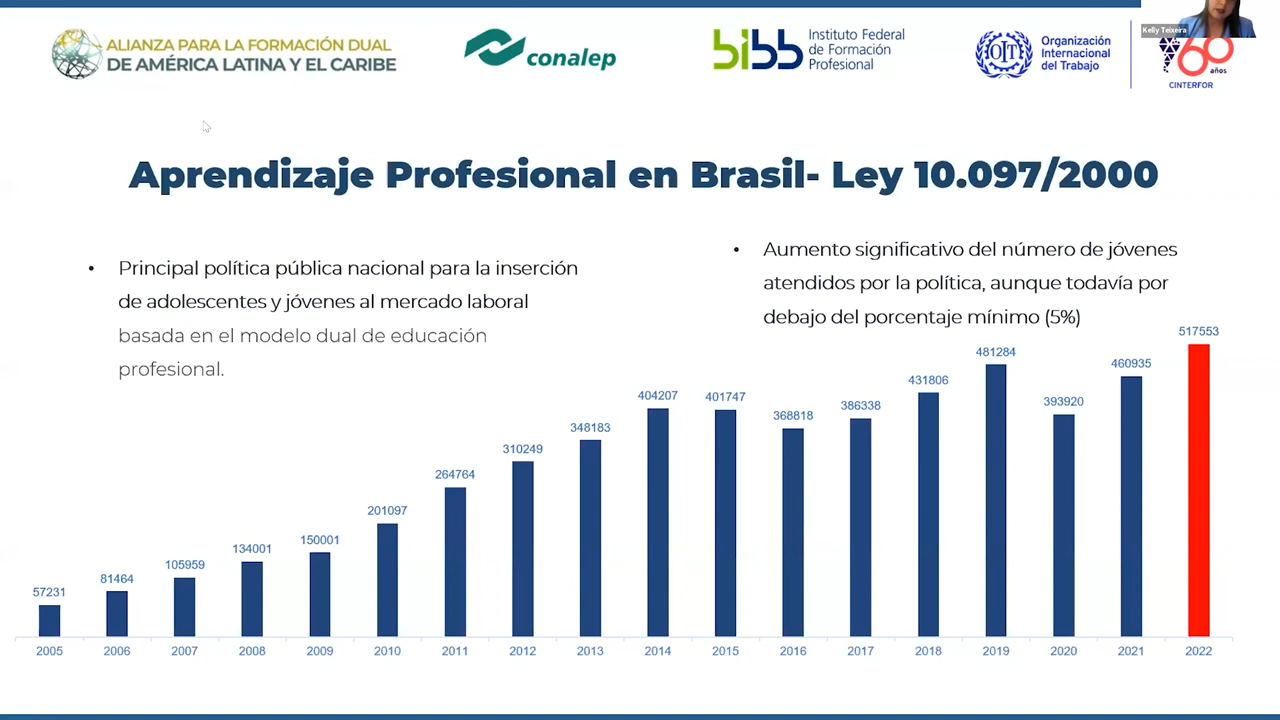 Kelly Teixeira
ALIANZA PARA LA FORMACIÓN DUAL
DE AMÉRICA LATINA Y EL CARIBE
conalep
bibb
Instituto Federal
de Formación
Profesional
OIT
Organización
Internacional
del Trabajo
60
años
CINTERFOR
Aprendizaje Profesional en Brasil- Ley 10.097/2000
• Principal política pública nacional para la inserción
de adolescentes y jóvenes al mercado laboral
basada en el modelo dual de educación
profesional.
• Aumento significativo del número de jóvenes
atendidos por la política, aunque todavía por
debajo del porcentaje mínimo (5%)
57231
81464
105959
134001
150001
201097
264764
310249
348183
404207
401747
368818
386338
431806
481284
393920
460935
517553
2005 2006 2007 2008 2009 2010 2011 2012 2013 2014 2015 2016 2017 2018 2019 2020 2021 2022